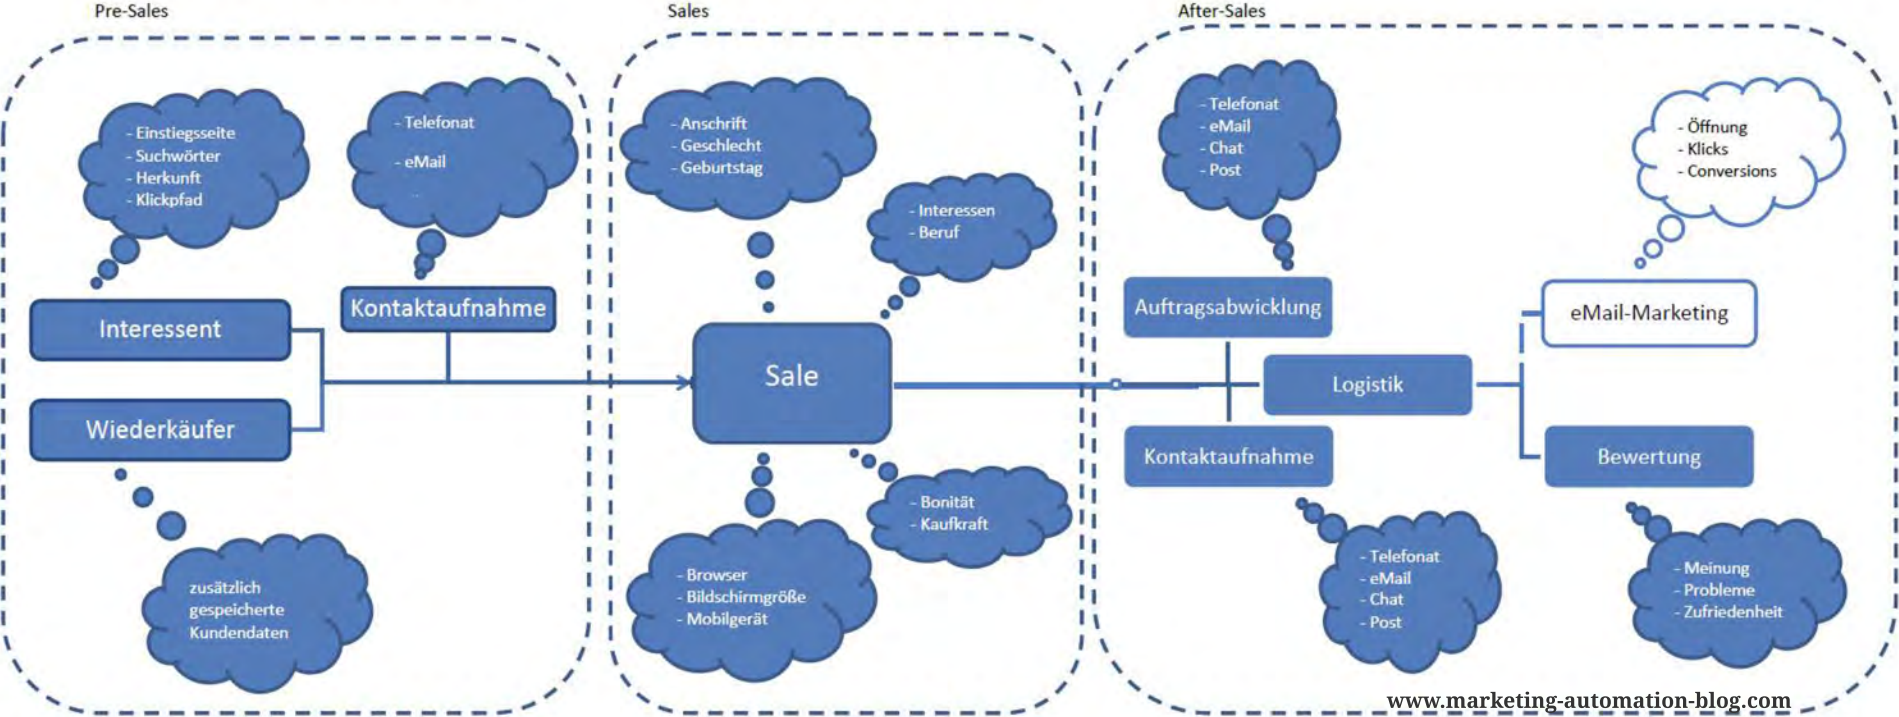 Pre-Sales
- Einstiegsseite
- Suchwörter
- Herkunft
- Klickpfad
- Telefonat
- eMail
Interessent
Kontaktaufnahme
Wiederkäufer
zusätzlich
gespeicherte
Kundendaten
Sales
- Anschrift
- Geschlecht
- Geburtstag
- Interessen
- Beruf
Sale
- Bonität
- Kaufkraft
- Browser
- Bildschirmgröße
- Mobilgerät
After-Sales
- Telefonat
- eMail
- Chat
- Post
- Öffnung
- Klicks
- Conversions
Auftragsabwicklung
eMail-Marketing
Logistik
Kontaktaufnahme
Bewertung
- Telefonat
- eMail
- Chat
- Post
- Meinung
- Probleme
- Zufriedenheit
www.marketing-automation-blog.com